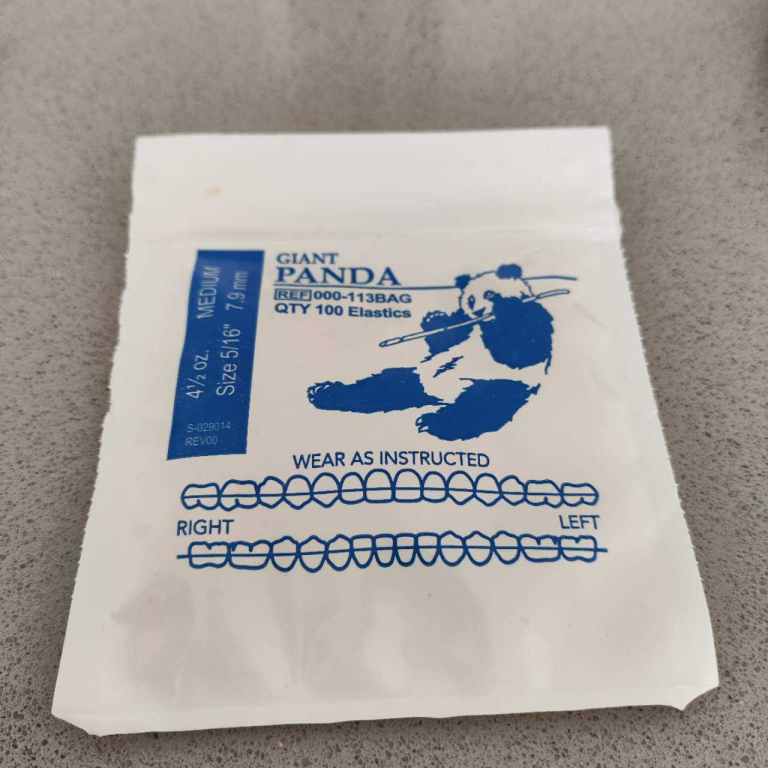 4½ oz. MEDIUM
Size 5/16" 7.9 mm
S-029014
REV00
GIANT
PANDA
REF 000-113BAG
QTY 100 Elastics
WEAR AS INSTRUCTED
RIGHT LEFT